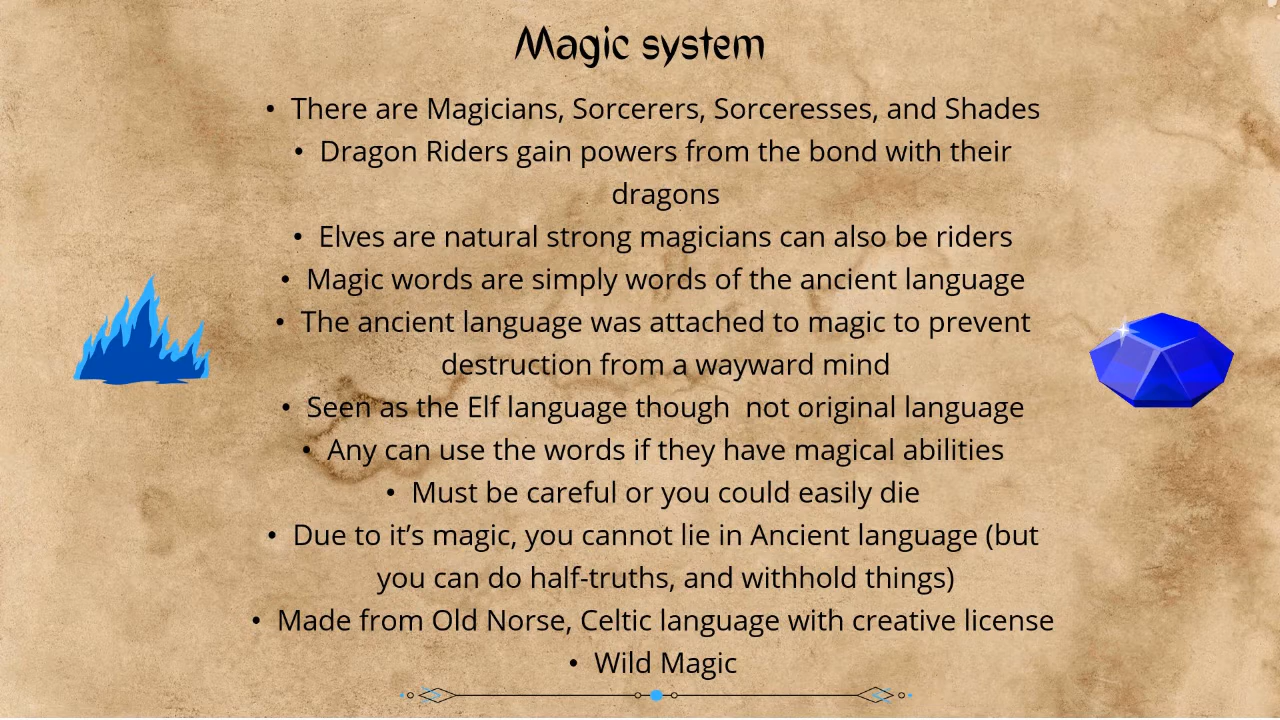 Magic system
• There are Magicians, Sorcerers, Sorceresses, and Shades
• Dragon Riders gain powers from the bond with their
dragons
• Elves are natural strong magicians can also be riders
• Magic words are simply words of the ancient language
• The ancient language was attached to magic to prevent
destruction from a wayward mind
• Seen as the Elf language though  not original language
• Any can use the words if they have magical abilities
• Must be careful or you could easily die
• Due to it’s magic, you cannot lie in Ancient language (but
you can do half-truths, and withhold things)
• Made from Old Norse, Celtic language with creative license
• Wild Magic